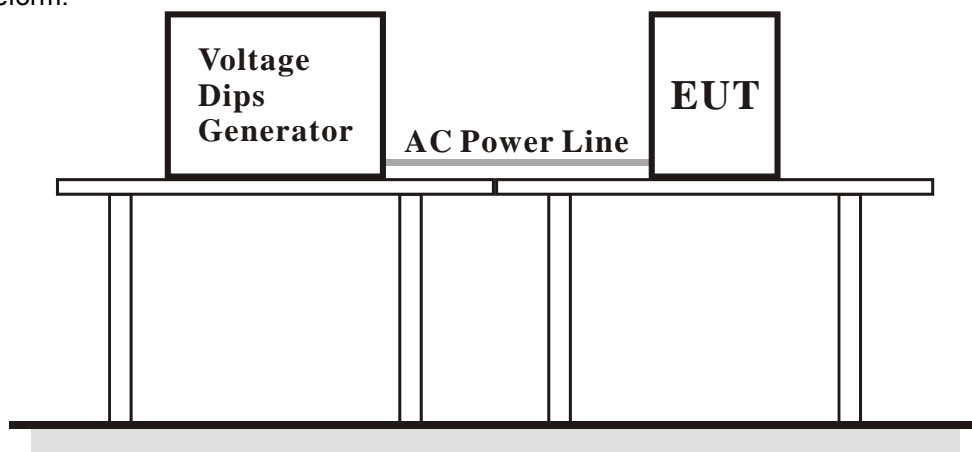 Voltage
Dips
Generator
EUT
AC Power Line